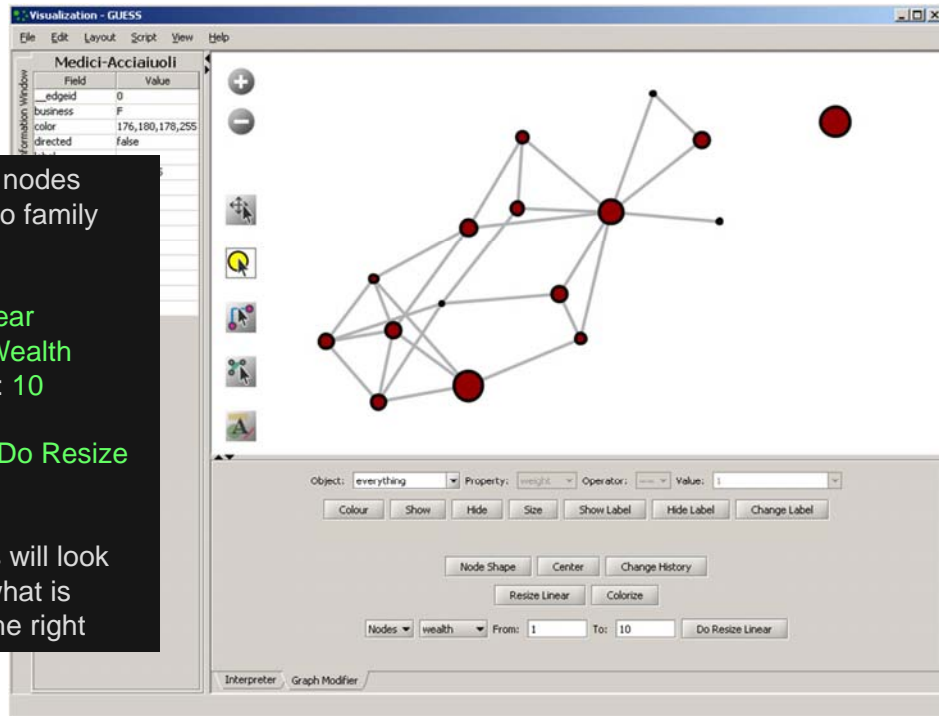 Visualization - GUESS
File Edit Layout Script View Help
Medici-Acciaiuoli
Field Value
__edgeid 0
business F
color 176,180,178,255
directed false
nodes
o family
ear
Wealth
: 10
Do Resize
will look
what is
he right
Object: everything Property: weight Operator: == Value: 1
Colour Show Hide Size Show Label Hide Label Change Label
Node Shape Center Change History
Resize Linear Colorize
Nodes wealth From: 1 To: 10 Do Resize Linear
Interpreter Graph Modifier